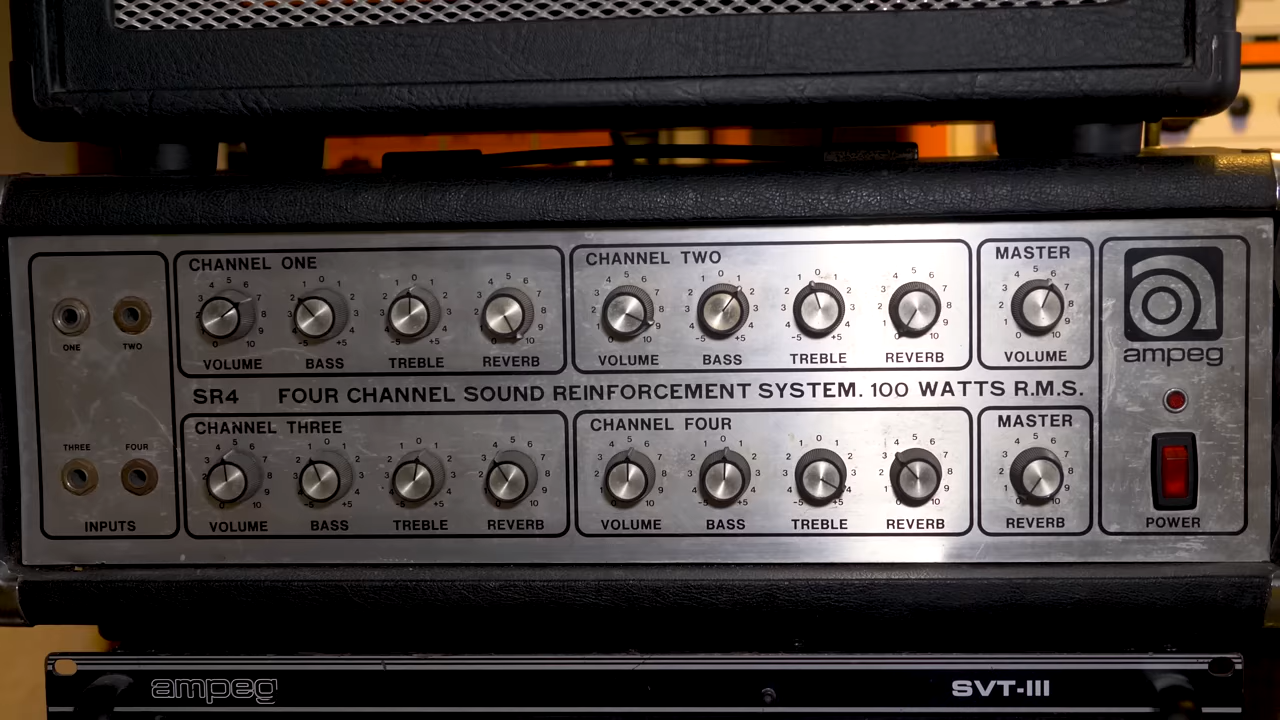 CHANNEL ONE
VOLUME BASS TREBLE REVERB
CHANNEL TWO
VOLUME BASS TREBLE REVERB
MASTER
VOLUME
ampeg
ONE TWO
THREE FOUR
INPUTS
SR4 FOUR CHANNEL SOUND REINFORCEMENT SYSTEM. 100 WATTS R.M.S.
CHANNEL THREE
VOLUME BASS TREBLE REVERB
CHANNEL FOUR
VOLUME BASS TREBLE REVERB
MASTER
REVERB
POWER
ampeg SVT-III